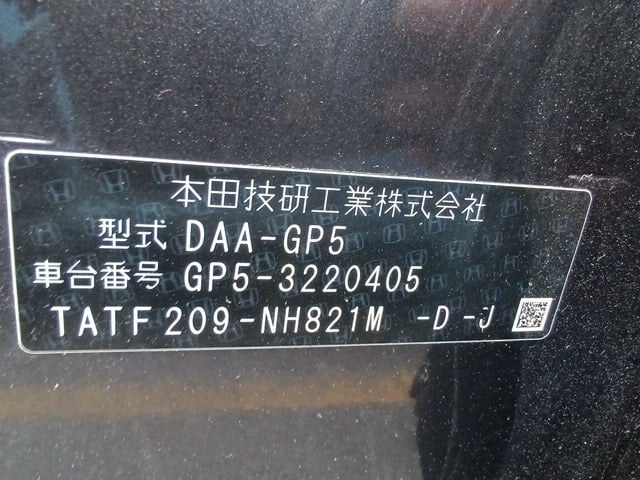 本田技研工業株式会社
型式 DAA-GP5
車台番号 GP5-3220405
TATF209-NH821M -D-J